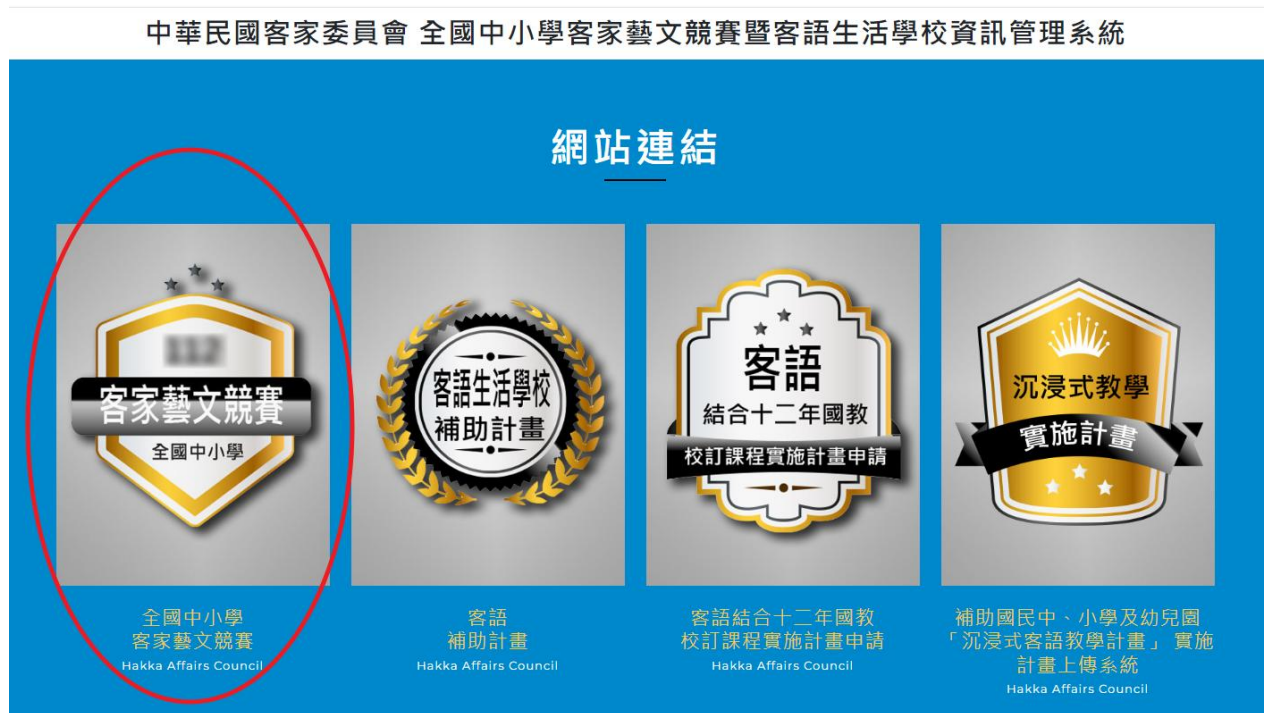 中華民國客家委員會 全國中小學客家藝文競賽暨客語生活學校資訊管理系統
網站連結
客家藝文競賽
全國中小學
客語生活學校
補助計畫
客語
結合十二年國教
校訂課程實施計畫申請
沉浸式教學
實施計畫
全國中小學
客家藝文競賽
Hakka Affairs Council
客語
補助計畫
Hakka Affairs Council
客語結合十二年國教
校訂課程實施計畫申請
Hakka Affairs Council
補助國民中、小學及幼兒園
「沉浸式客語教學計畫」 實施
計畫上傳系統
Hakka Affairs Council